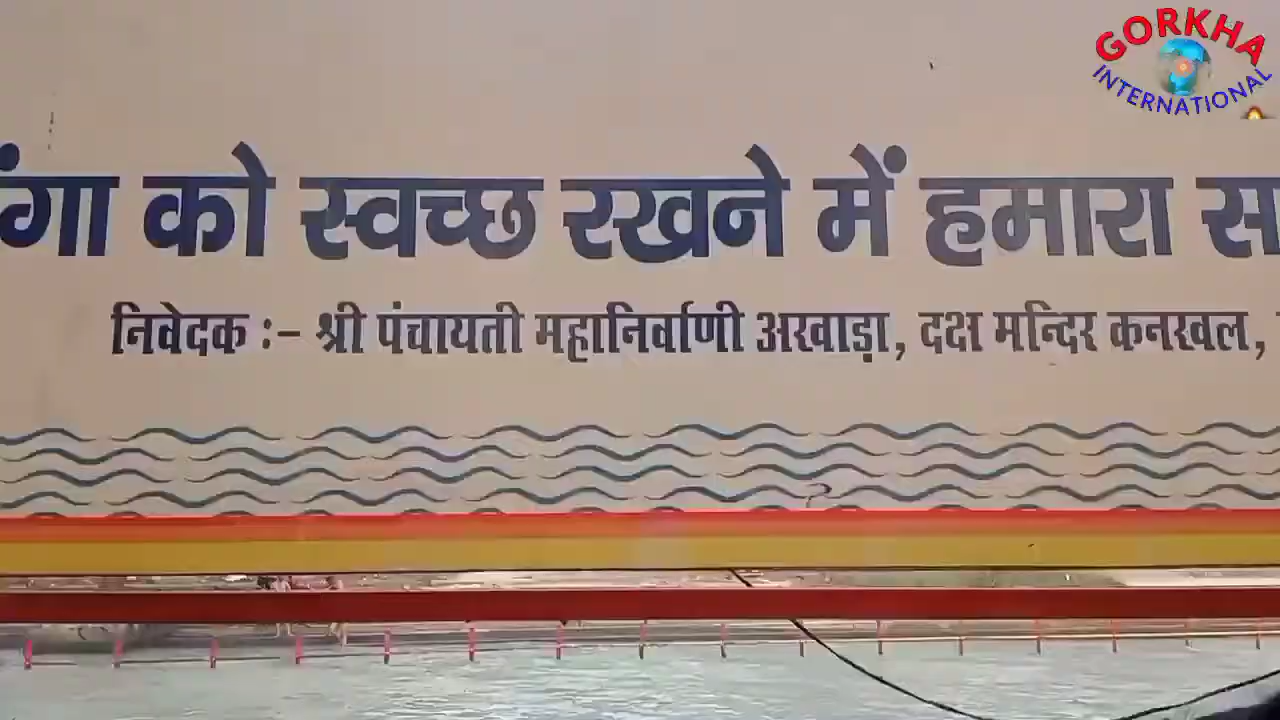 GORKHA
INTERNATIONAL
को स्वच्छ रखने में हमारा
निवेदक :- श्री पंचायती महानिर्वाणी अखाड़ा, दक्ष मन्दिर कनखल,